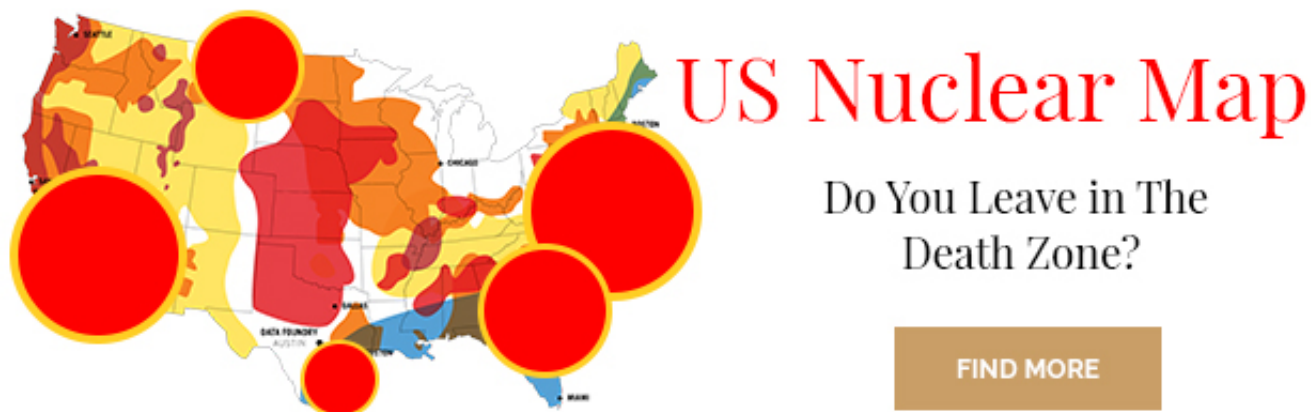 SEATTLE
US Nuclear Map
BOSTON
CHICAGO
Do You Leave in The
Death Zone?
DALLAS
DATA FOUNDRY
AUSTIN
FIND MORE
MIAMI